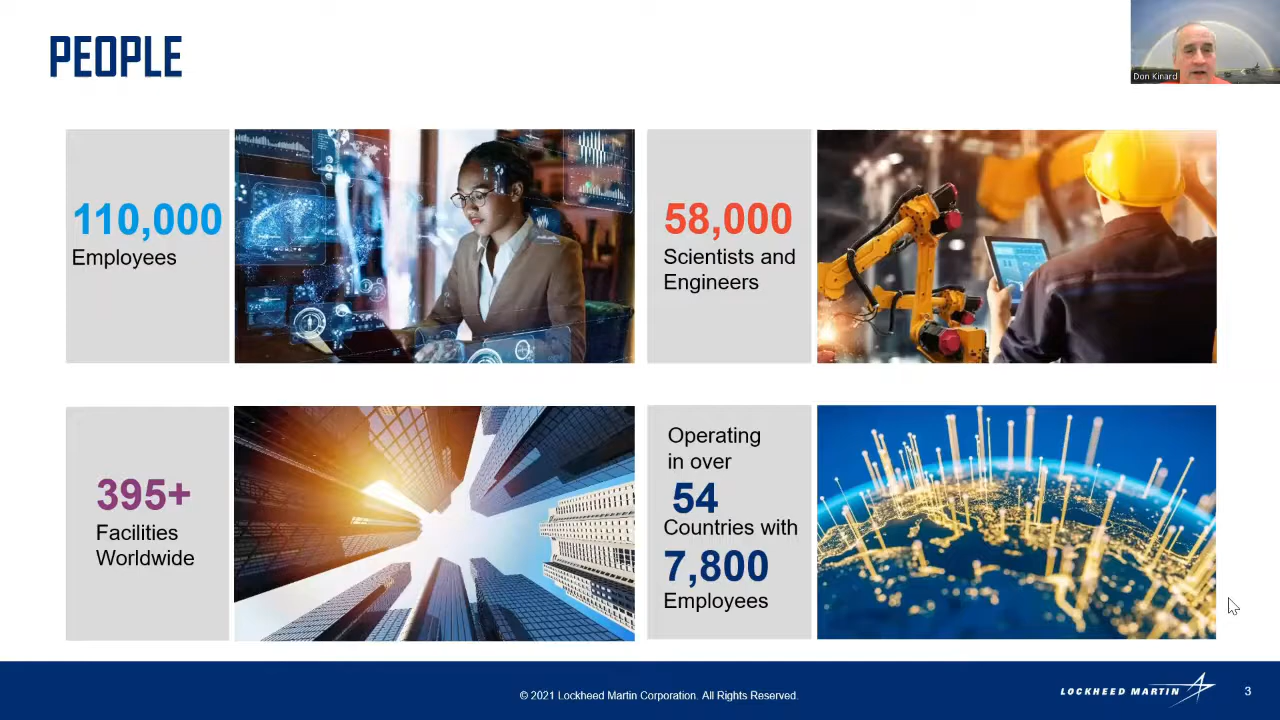 PEOPLE
Don Kinard
110,000
Employees
58,000
Scientists and
Engineers
395+
Facilities
Worldwide
Operating
in over
54
Countries with
7,800
Employees
© 2021 Lockheed Martin Corporation. All Rights Reserved.
LOCKHEED MARTIN
3